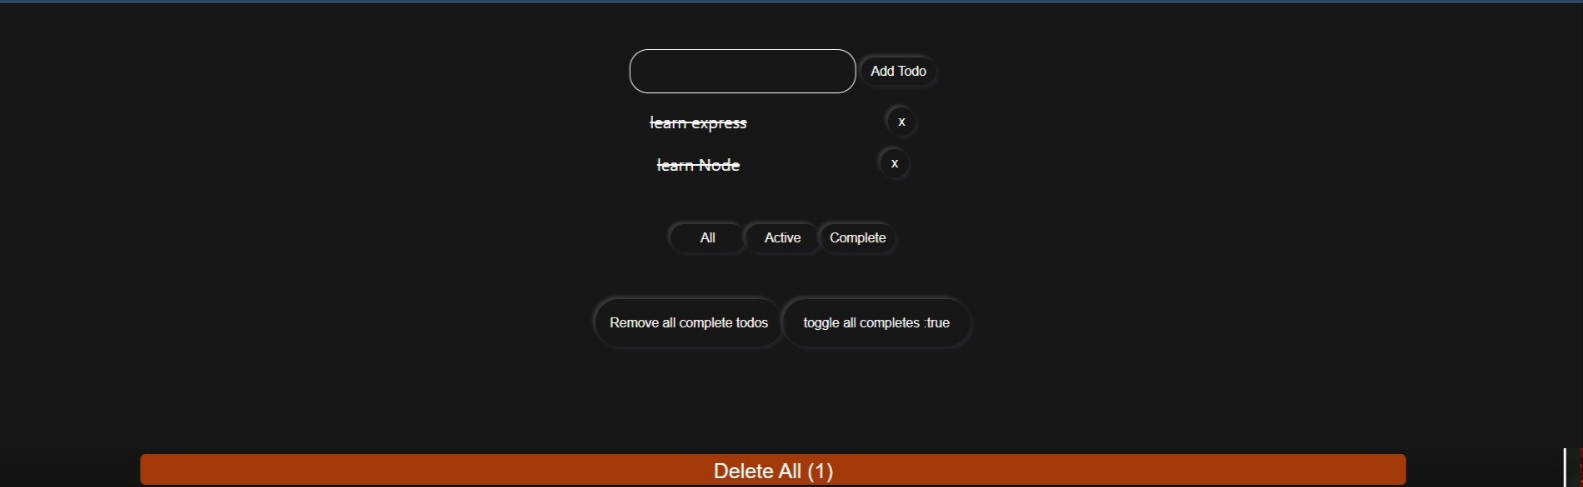 Add Todo
learn express x
learn Node x
All Active Complete
Remove all complete todos toggle all completes :true
Delete All (1)